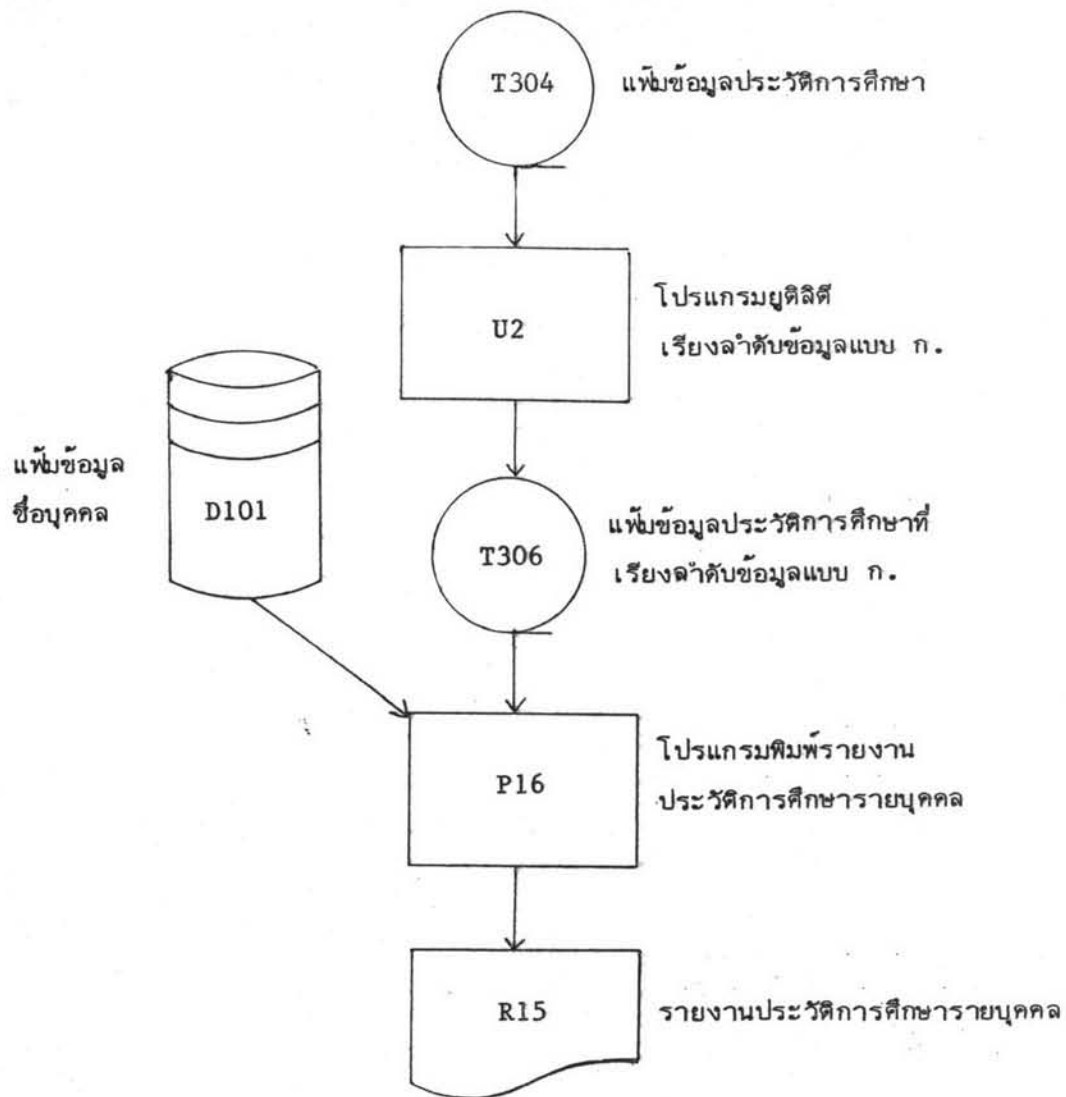 T304
แฟ้มข้อมูลประวัติการศึกษา
U2
โปรแกรมยูติลิตี
เรียงลำดับข้อมูลแบบ ก.
แฟ้มข้อมูล
ชื่อบุคคล
D101
T306
แฟ้มข้อมูลประวัติการศึกษาที่
เรียงลำดับข้อมูลแบบ ก.
P16
โปรแกรมพิมพ์รายงาน
ประวัติการศึกษารายบุคคล
R15
รายงานประวัติการศึกษารายบุคคล